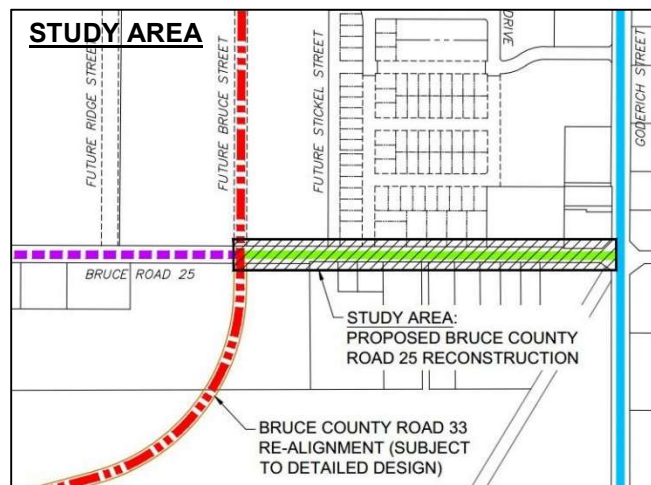 STUDY AREA
FUTURE RIDGE STREET
FUTURE BRUCE STREET
FUTURE STICKEL STREET
DRIVE
GODERICH STREET
BRUCE ROAD 25
STUDY AREA:
PROPOSED BRUCE COUNTY
ROAD 25 RECONSTRUCTION
BRUCE COUNTY ROAD 33
RE-ALIGNMENT (SUBJECT
TO DETAILED DESIGN)